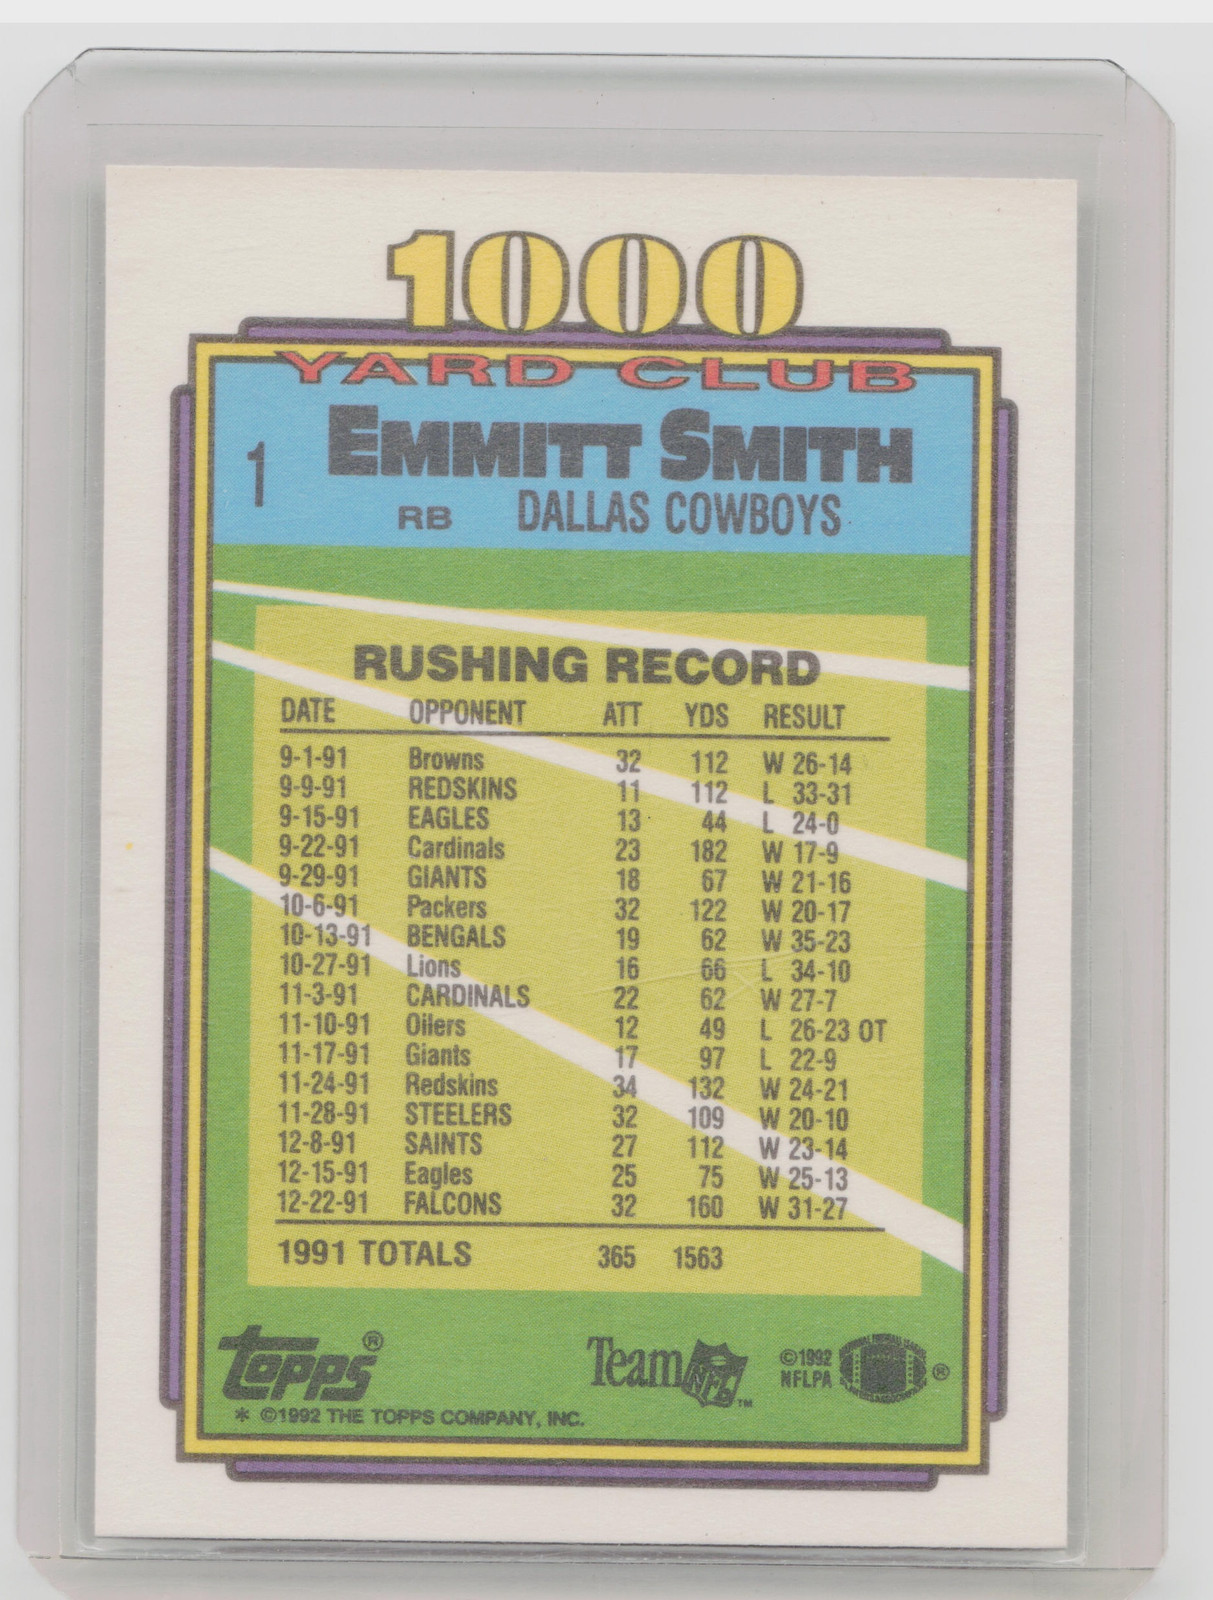 1000
YARD CLUB
1 EMMITT SMITH
RB DALLAS COWBOYS
RUSHING RECORD
DATE OPPONENT ATT YDS RESULT
9-1-91 Browns 32 112 W 26-14
9-9-91 REDSKINS 11 112 L 33-31
9-15-91 EAGLES 13 44 L 24-0
9-22-91 Cardinals 23 182 W 17-9
9-29-91 GIANTS 18 67 W 21-16
10-6-91 Packers 32 122 W 20-17
10-13-91 BENGALS 19 62 W 35-23
10-27-91 Lions 16 66 L 34-10
11-3-91 CARDINALS 22 62 W 27-7
11-10-91 Oilers 12 49 L 26-23 OT
11-17-91 Giants 17 97 L 22-9
11-24-91 Redskins 34 132 W 24-21
11-28-91 STEELERS 32 109 W 20-10
12-8-91 SAINTS 27 112 W 23-14
12-15-91 Eagles 25 75 W 25-13
12-22-91 FALCONS 32 160 W 31-27
1991 TOTALS 365 1563
topps®
Team NFL™
©1992
NFLPA ®
* ©1992 THE TOPPS COMPANY, INC.